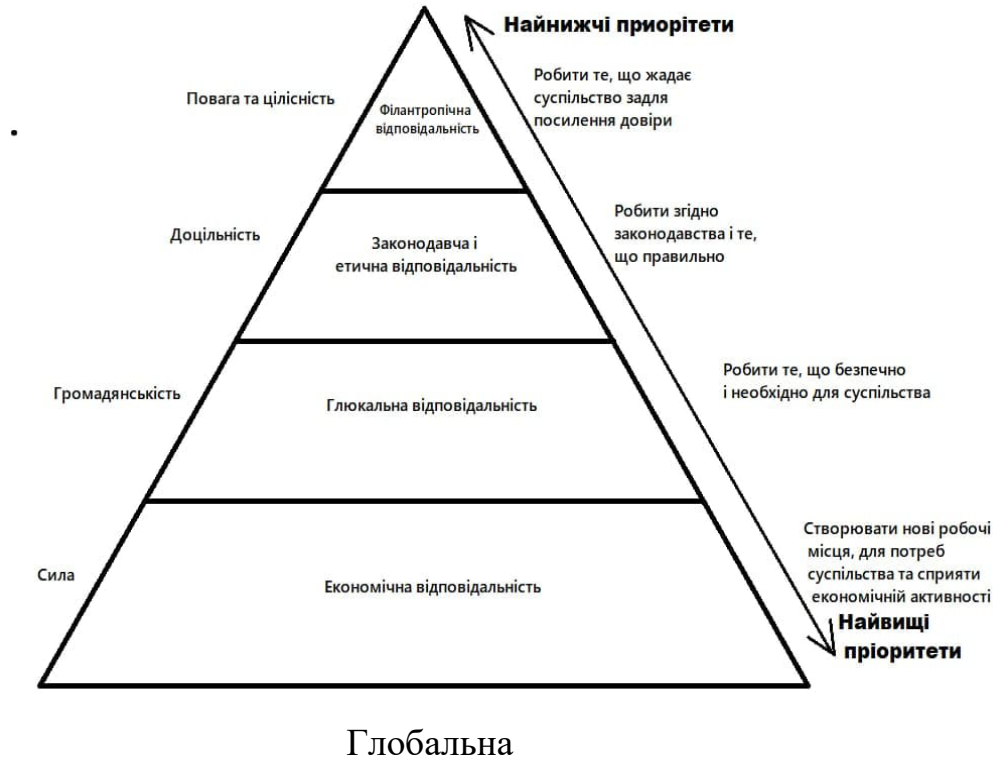 Найнижчі приорітети
Робити те, що жадає
суспільство задля
посилення довіри
Повага та цілісність
Філантропічна
відповідальність
Робити згідно
законодавства і те,
що правильно
Доцільність
Законодавча і
етична відповідальність
Робити те, що безпечно
і необхідно для суспільства
Громадянськість
Глюкальна відповідальність
Створювати нові робочі
місця, для потреб
суспільства та сприяти
економічній активності
Сила
Економічна відповідальність
Найвищі
пріоритети
Глобальна